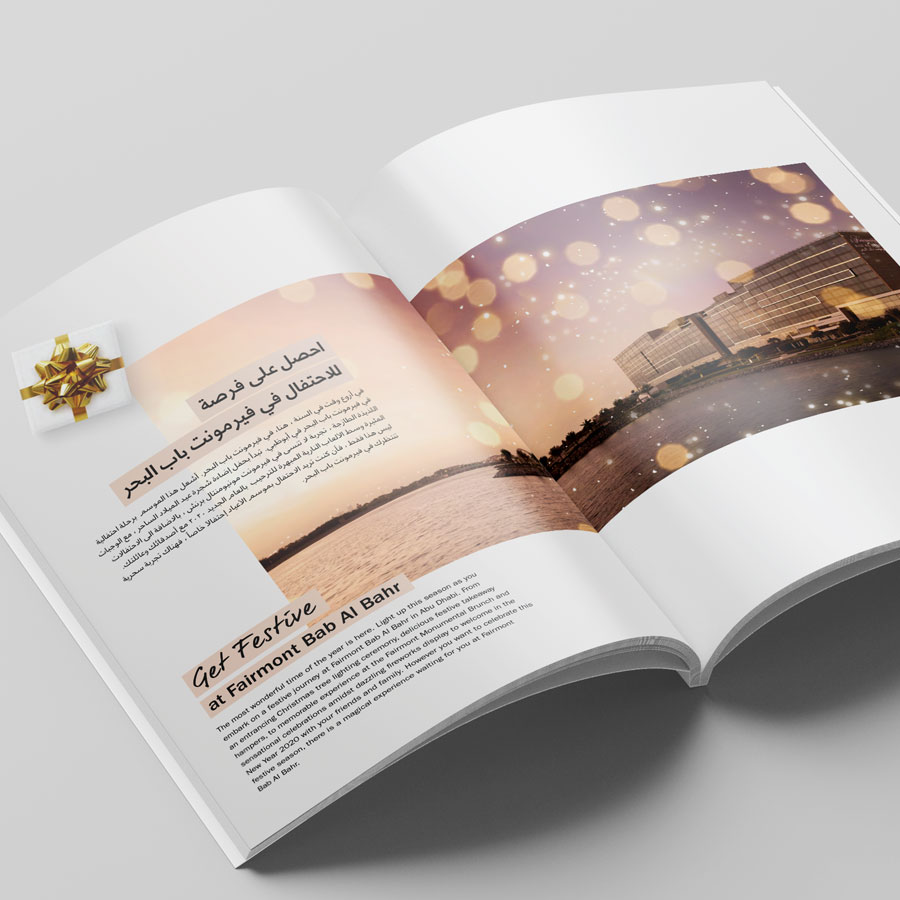 احصل على فرصة
للاحتفال في فيرمونت باب البحر
في أروع وقت في السنة ، هنا، في فيرمونت باب البحر. أشعل هذا الموسم. برحلة احتفالية
في فيرمونت باب البحر في أبوظبي. تبدأ بحفل إضاءة شجرة عيد الميلاد الساحر ، مع الوجبات
اللذيذة الطازجة ، تجربة لا تنسى في فيرمونت مونيومنتال برنش ، بالاضافة الى الاحتفالات
المثيرة وسط الألعاب النارية المبهرة للترحيب بالعام الجديد ٢٠٢٠ مع أصدقائك وعائلتك.
ليس هذا فقط ، فأن كنت تريد الاحتفال بموسم الأعياد إحتفالاً خاصاً ، فهناك تجربة سحرية
تنتظرك في فيرمونت باب البحر.
Get Festive
at Fairmont Bab Al Bahr
The most wonderful time of the year is here. Light up this season as you
embark on a festive journey at Fairmont Bab Al Bahr in Abu Dhabi. From
an entrancing Christmas tree lighting ceremony, delicious festive takeaway
hampers, to memorable experience at the Fairmont Monumental Brunch and
sensational celebrations amidst dazzling fireworks display to welcome in the
New Year 2020 with your friends and family. However you want to celebrate this
festive season, there is a magical experience waiting for you at Fairmont
Bab Al Bahr.